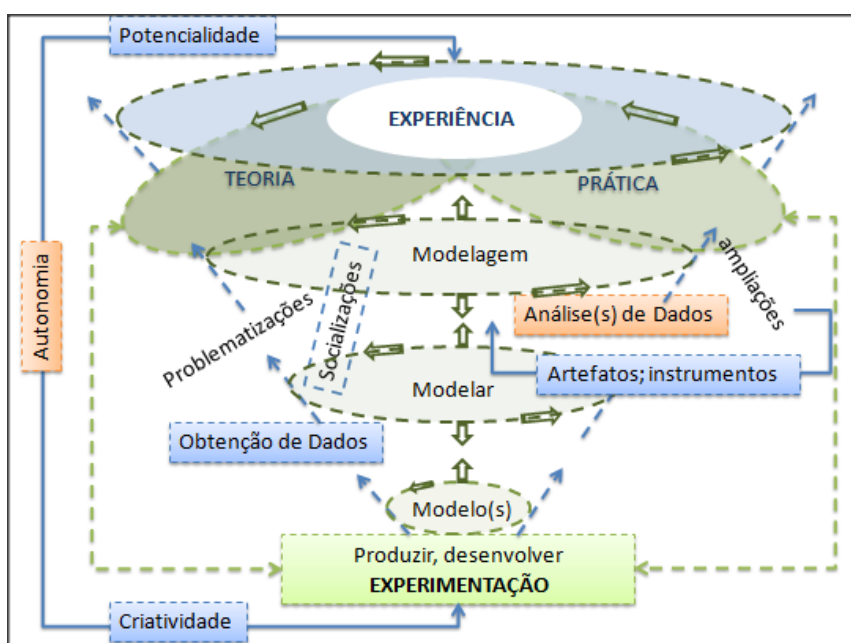 Potencialidade
EXPERIÊNCIA
TEORIA
PRÁTICA
Modelagem
ampliações
Socializações
Problematizações
Autonomia
Análise(s) de Dados
Artefatos; instrumentos
Modelar
Obtenção de Dados
Modelo(s)
Produzir, desenvolver
EXPERIMENTAÇÃO
Criatividade